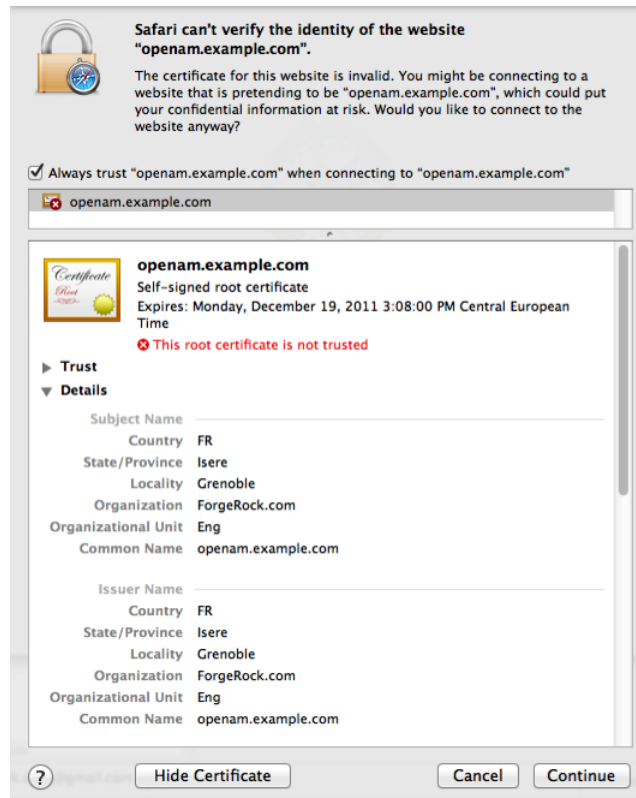 Safari can't verify the identity of the website
“openam.example.com”.
The certificate for this website is invalid. You might be connecting to a
website that is pretending to be “openam.example.com”, which could put
your confidential information at risk. Would you like to connect to the
website anyway?
Always trust “openam.example.com” when connecting to “openam.example.com”
openam.example.com
Certificate
Root
openam.example.com
Self-signed root certificate
Expires: Monday, December 19, 2011 3:08:00 PM Central European
Time
This root certificate is not trusted
Trust
Details
Subject Name
Country FR
State/Province Isere
Locality Grenoble
Organization ForgeRock.com
Organizational Unit Eng
Common Name openam.example.com
Issuer Name
Country FR
State/Province Isere
Locality Grenoble
Organization ForgeRock.com
Organizational Unit Eng
Common Name openam.example.com
? Hide Certificate Cancel Continue